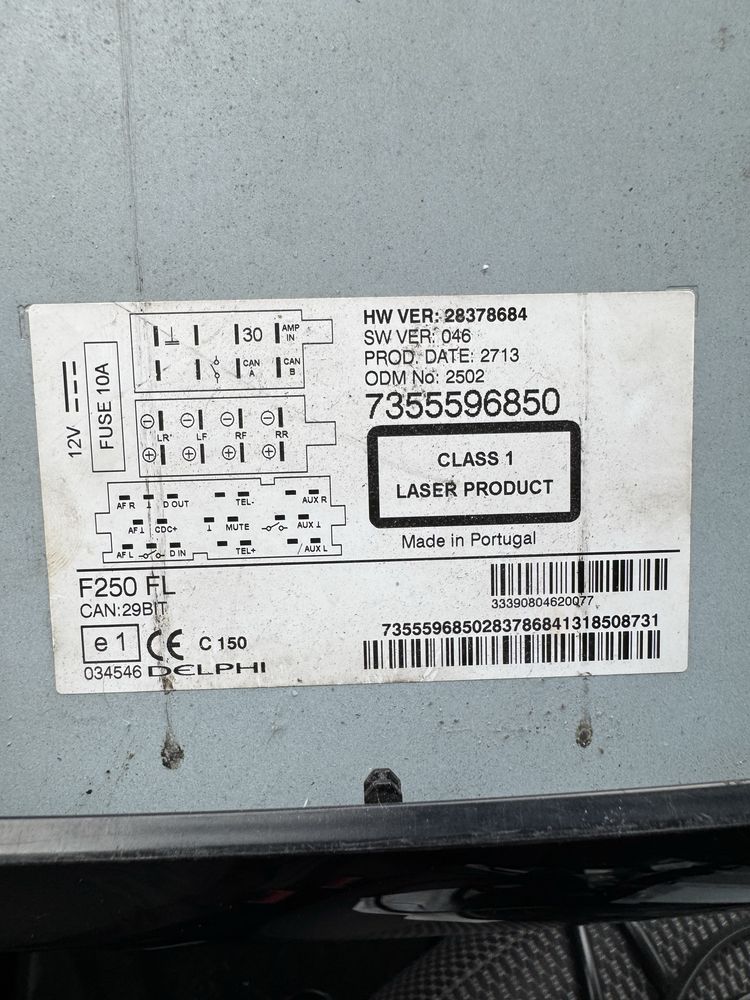 HW VER: 28378684
SW VER: 046
PROD. DATE: 2713
ODM No: 2502
7355596850
CLASS 1
LASER PRODUCT
Made in Portugal
12V
FUSE 10A
30 AMP IN
CAN A CAN B
LR LF RF RR
AF R D OUT TEL- AUX R
AF CDC+ MUTE AUX
AF L D IN TEL+ AUX L
F250 FL
CAN:29BIT
e1 CE C 150
034546 DELPHI
33390804620077
7355596850283786841318508731